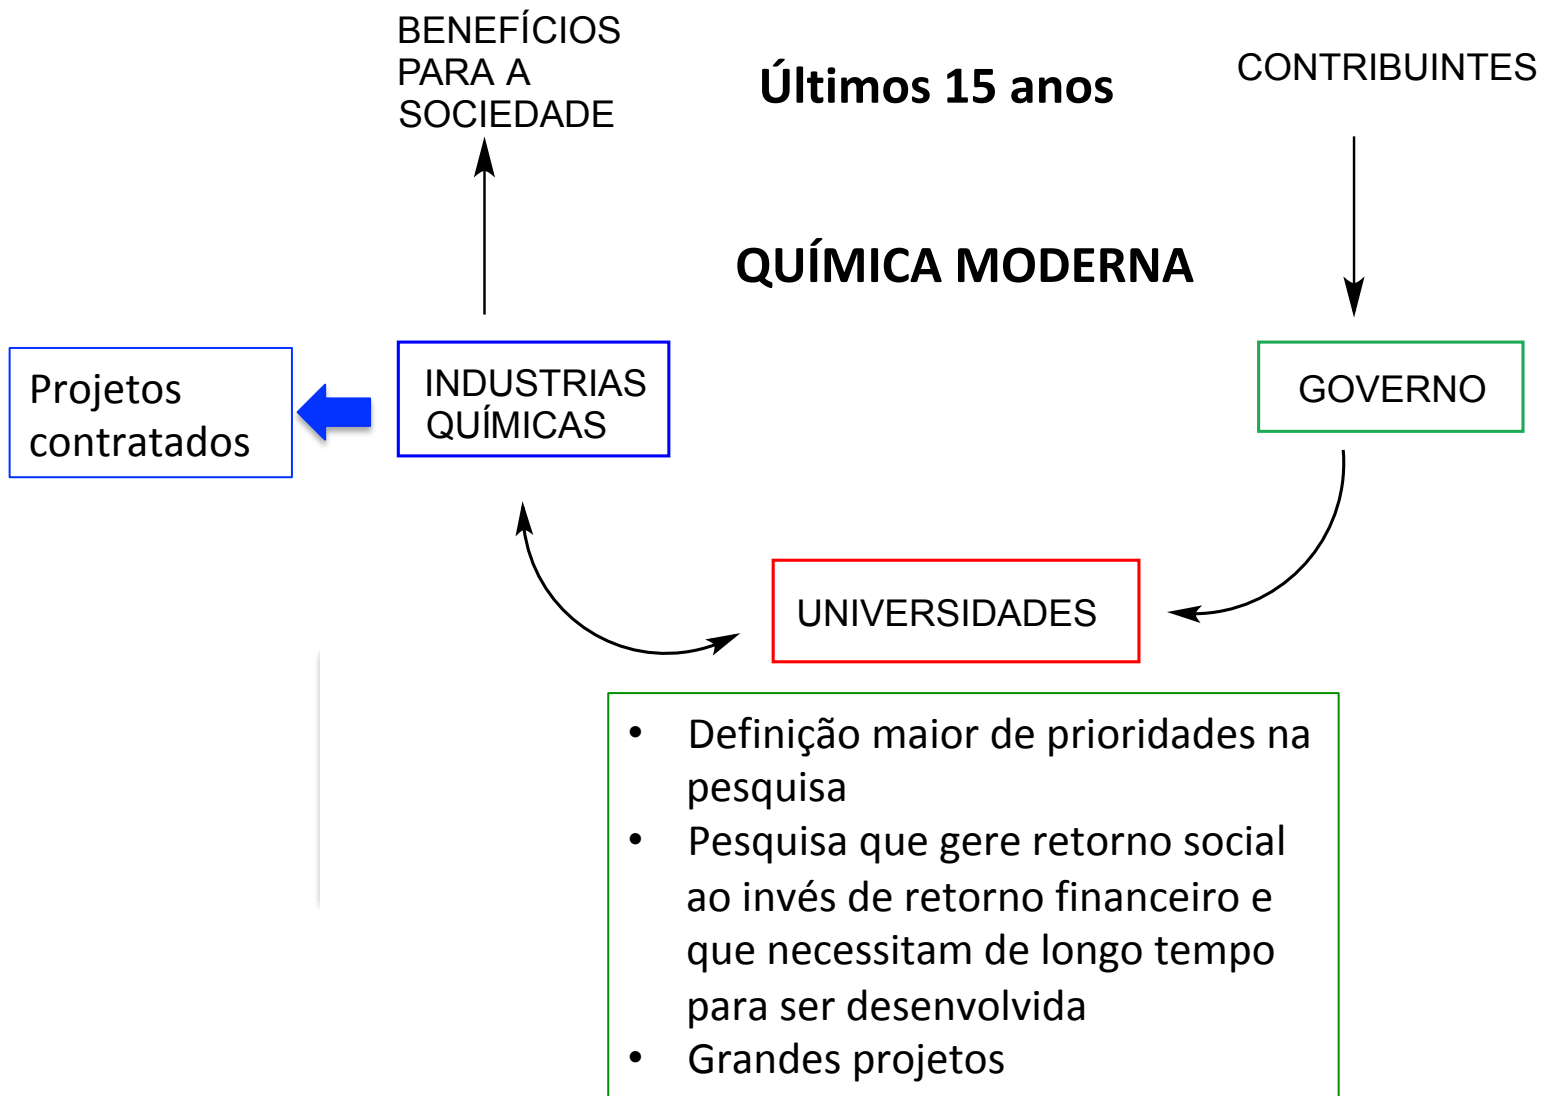 BENEFÍCIOS
PARA A
SOCIEDADE
Últimos 15 anos
CONTRIBUINTES
QUÍMICA MODERNA
Projetos
contratados
INDUSTRIAS
QUÍMICAS
GOVERNO
UNIVERSIDADES
• Definição maior de prioridades na
pesquisa
• Pesquisa que gere retorno social
ao invés de retorno financeiro e
que necessitam de longo tempo
para ser desenvolvida
• Grandes projetos